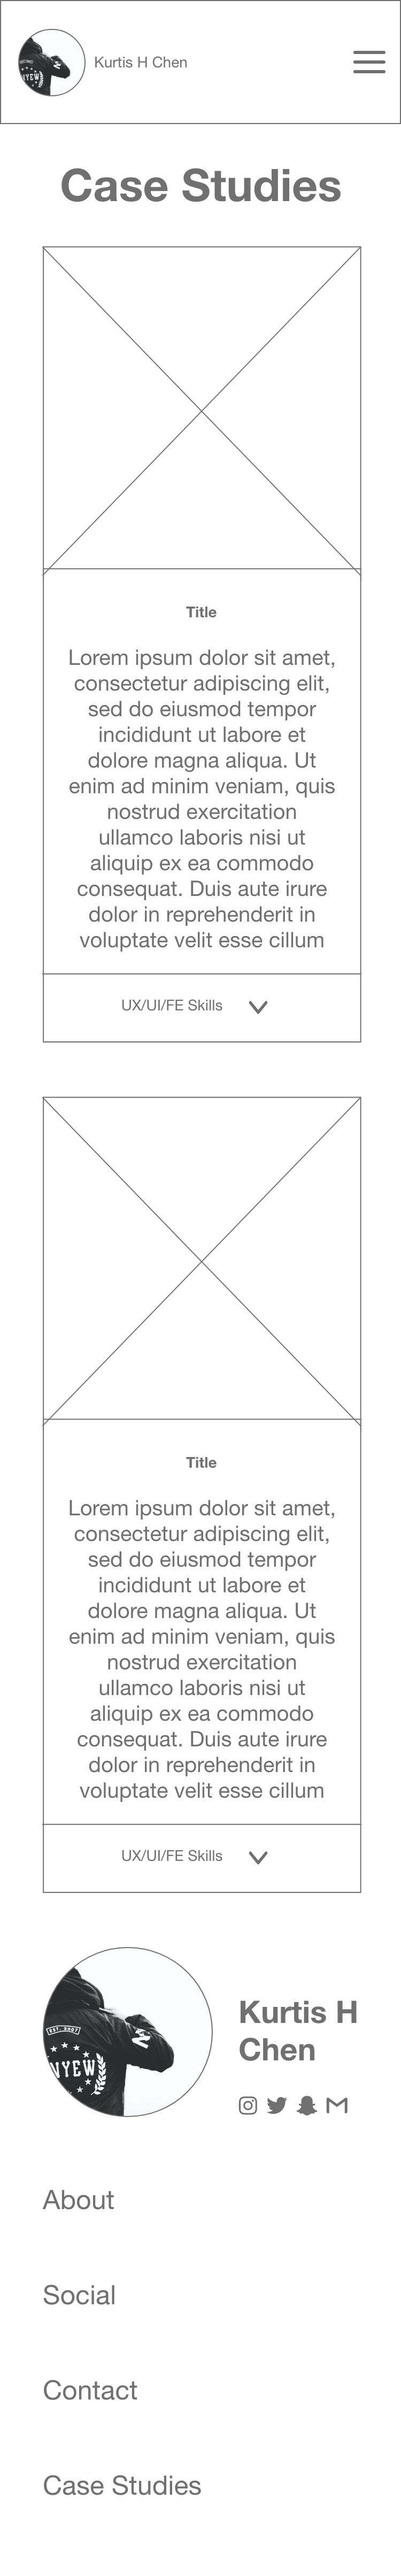 NYEW
Kurtis H Chen
Case Studies
Title
Lorem ipsum dolor sit amet,
consectetur adipiscing elit,
sed do eiusmod tempor
incididunt ut labore et
dolore magna aliqua. Ut
enim ad minim veniam, quis
nostrud exercitation
ullamco laboris nisi ut
aliquip ex ea commodo
consequat. Duis aute irure
dolor in reprehenderit in
voluptate velit esse cillum
UX/UI/FE Skills
Title
Lorem ipsum dolor sit amet,
consectetur adipiscing elit,
sed do eiusmod tempor
incididunt ut labore et
dolore magna aliqua. Ut
enim ad minim veniam, quis
nostrud exercitation
ullamco laboris nisi ut
aliquip ex ea commodo
consequat. Duis aute irure
dolor in reprehenderit in
voluptate velit esse cillum
UX/UI/FE Skills
EST. 2007
NYEW
Kurtis H
Chen
About
Social
Contact
Case Studies